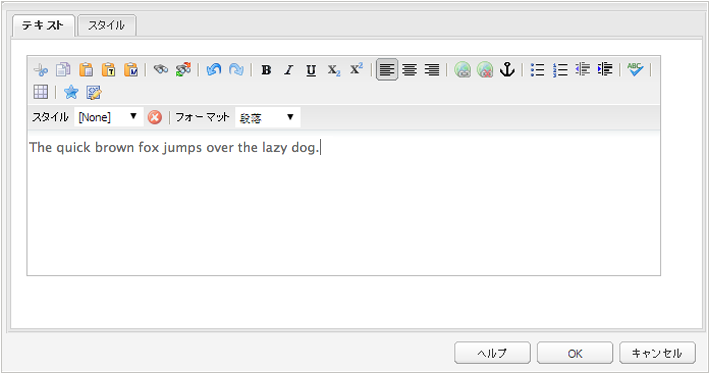 テキスト スタイル
B I U X₂ X² ABC
スタイル [None] フォーマット 段落
The quick brown fox jumps over the lazy dog.
ヘルプ OK キャンセル